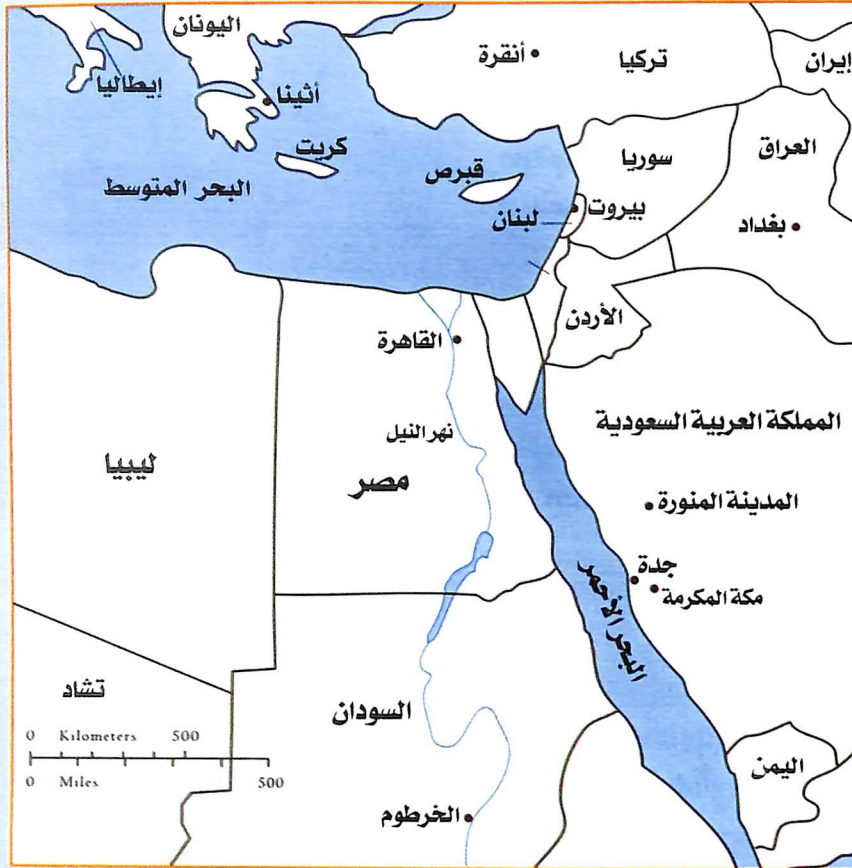 اليونان
إيطاليا
أثينا
أنقرة
تركيا
إيران
كريت
قبرص
سوريا
العراق
البحر المتوسط
لبنان
بيروت
بغداد
الأردن
القاهرة
نهر النيل
المملكة العربية السعودية
ليبيا
مصر
المدينة المنورة
جدة
مكة المكرمة
البحر الأحمر
تشاد
السودان
0 Kilometers 500
0 Miles 500
اليمن
الخرطوم